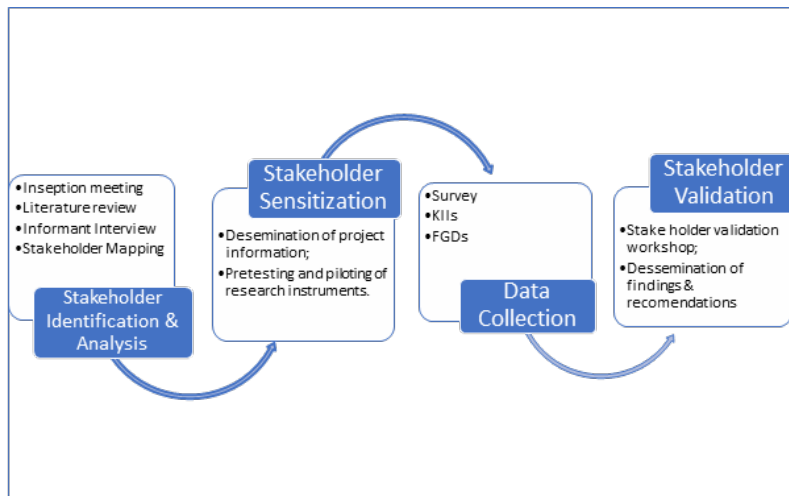 •Inseption meeting
•Literature review
•Informant Interview
•Stakeholder Mapping
Stakeholder
Identification &
Analysis
Stakeholder
Sensitization
•Desemination of project
information;
•Pretesting and piloting of
research instruments.
•Survey
•KIIs
•FGDs
Data
Collection
Stakeholder
Validation
•Stake holder validation
workshop;
•Dessemination of
findings &
recomendations